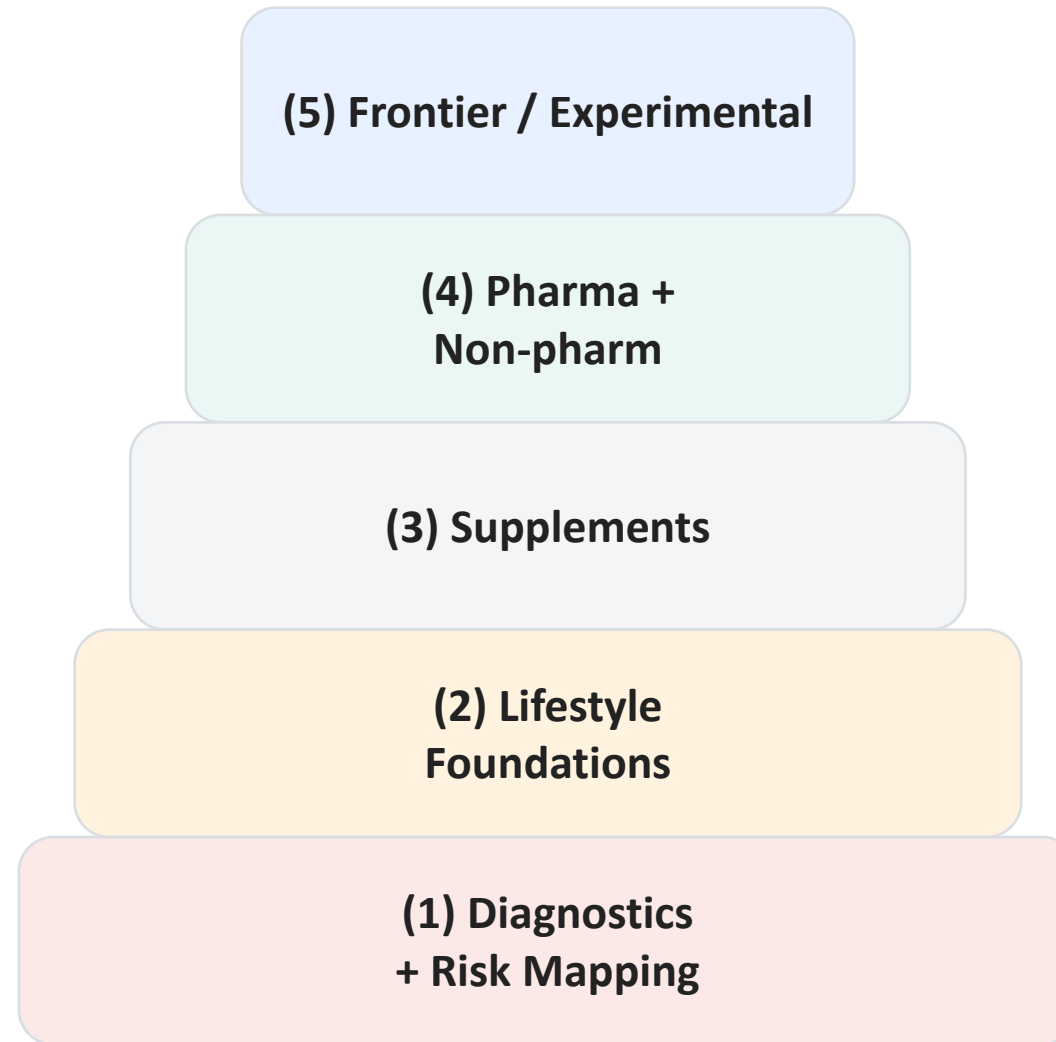 (5) Frontier / Experimental
(4) Pharma +
Non-pharm
(3) Supplements
(2) Lifestyle
Foundations
(1) Diagnostics
+ Risk Mapping